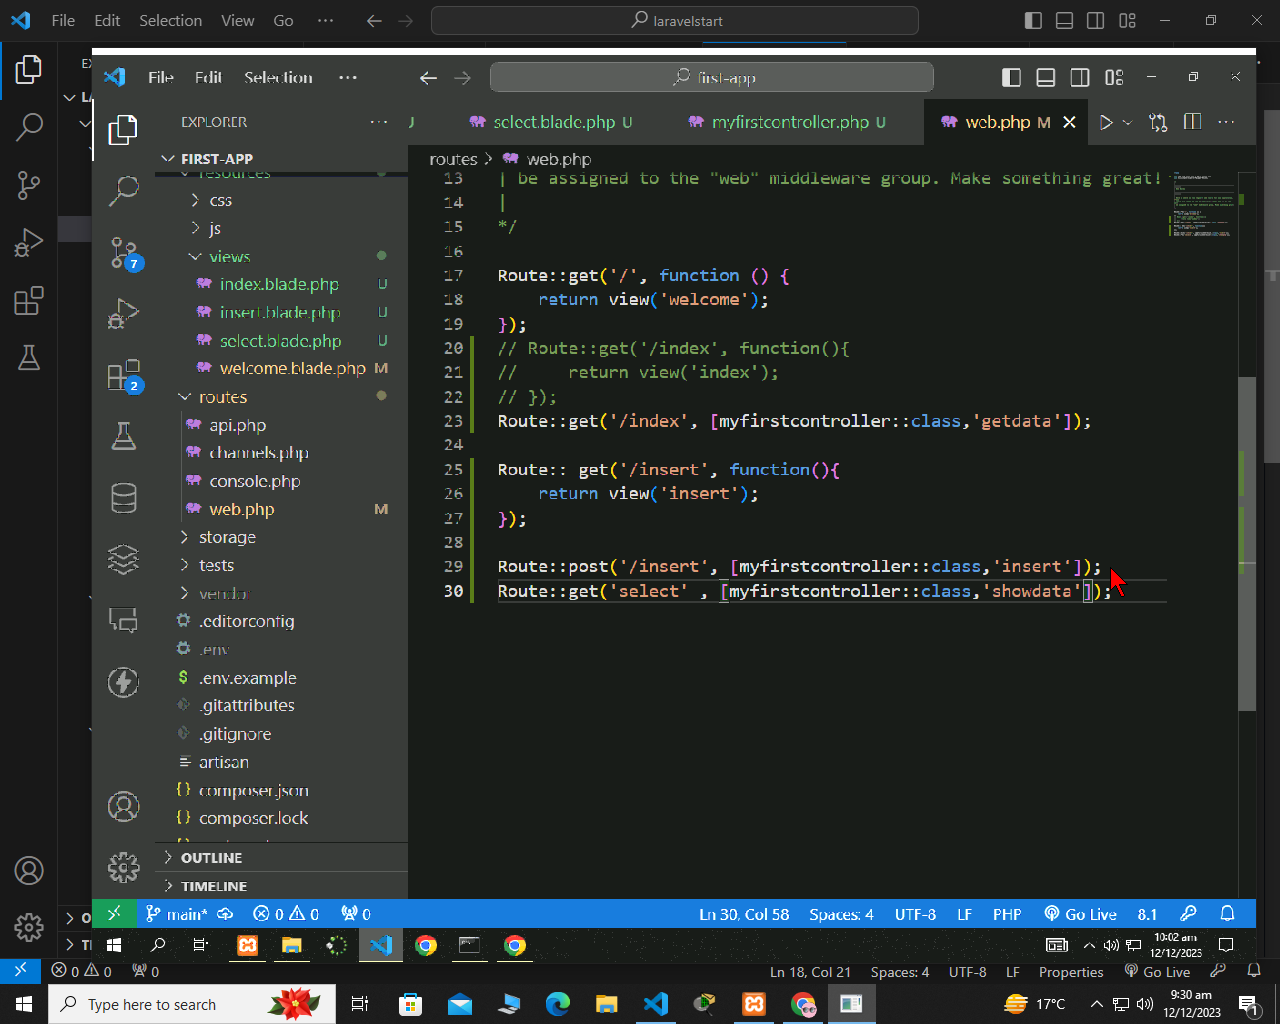 File Edit Selection View Go ··· laravelstart
File Edit Selection ··· first-app
EXPLORER ··· select.blade.php U myfirstcontroller.php U web.php M
FIRST-APP
routes > web.php
resources
css
js
views
index.blade.php U
insert.blade.php U
select.blade.php U
welcome.blade.php M
routes
api.php
channels.php
console.php
web.php M
storage
tests
vendor
.editorconfig
.env
.env.example
.gitattributes
.gitignore
artisan
composer.json
composer.lock
OUTLINE
TIMELINE
7
2
13 | be assigned to the "web" middleware group. Make something great!
14 |
15 */
16
17 Route::get('/', function () {
18 return view('welcome');
19 });
20 // Route::get('/index', function(){
21 // return view('index');
22 // });
23 Route::get('/index', [myfirstcontroller::class,'getdata']);
24
25 Route:: get('/insert', function(){
26 return view('insert');
27 });
28
29 Route::post('/insert', [myfirstcontroller::class,'insert']);
30 Route::get('select' , [myfirstcontroller::class,'showdata']);
main* 0 0 0 Ln 30, Col 58 Spaces: 4 UTF-8 LF PHP Go Live 8.1
10:02 am
12/12/2023
0 0 0 Ln 18, Col 21 Spaces: 4 UTF-8 LF Properties Go Live
Type here to search 17°C 9:30 am
12/12/2023
1